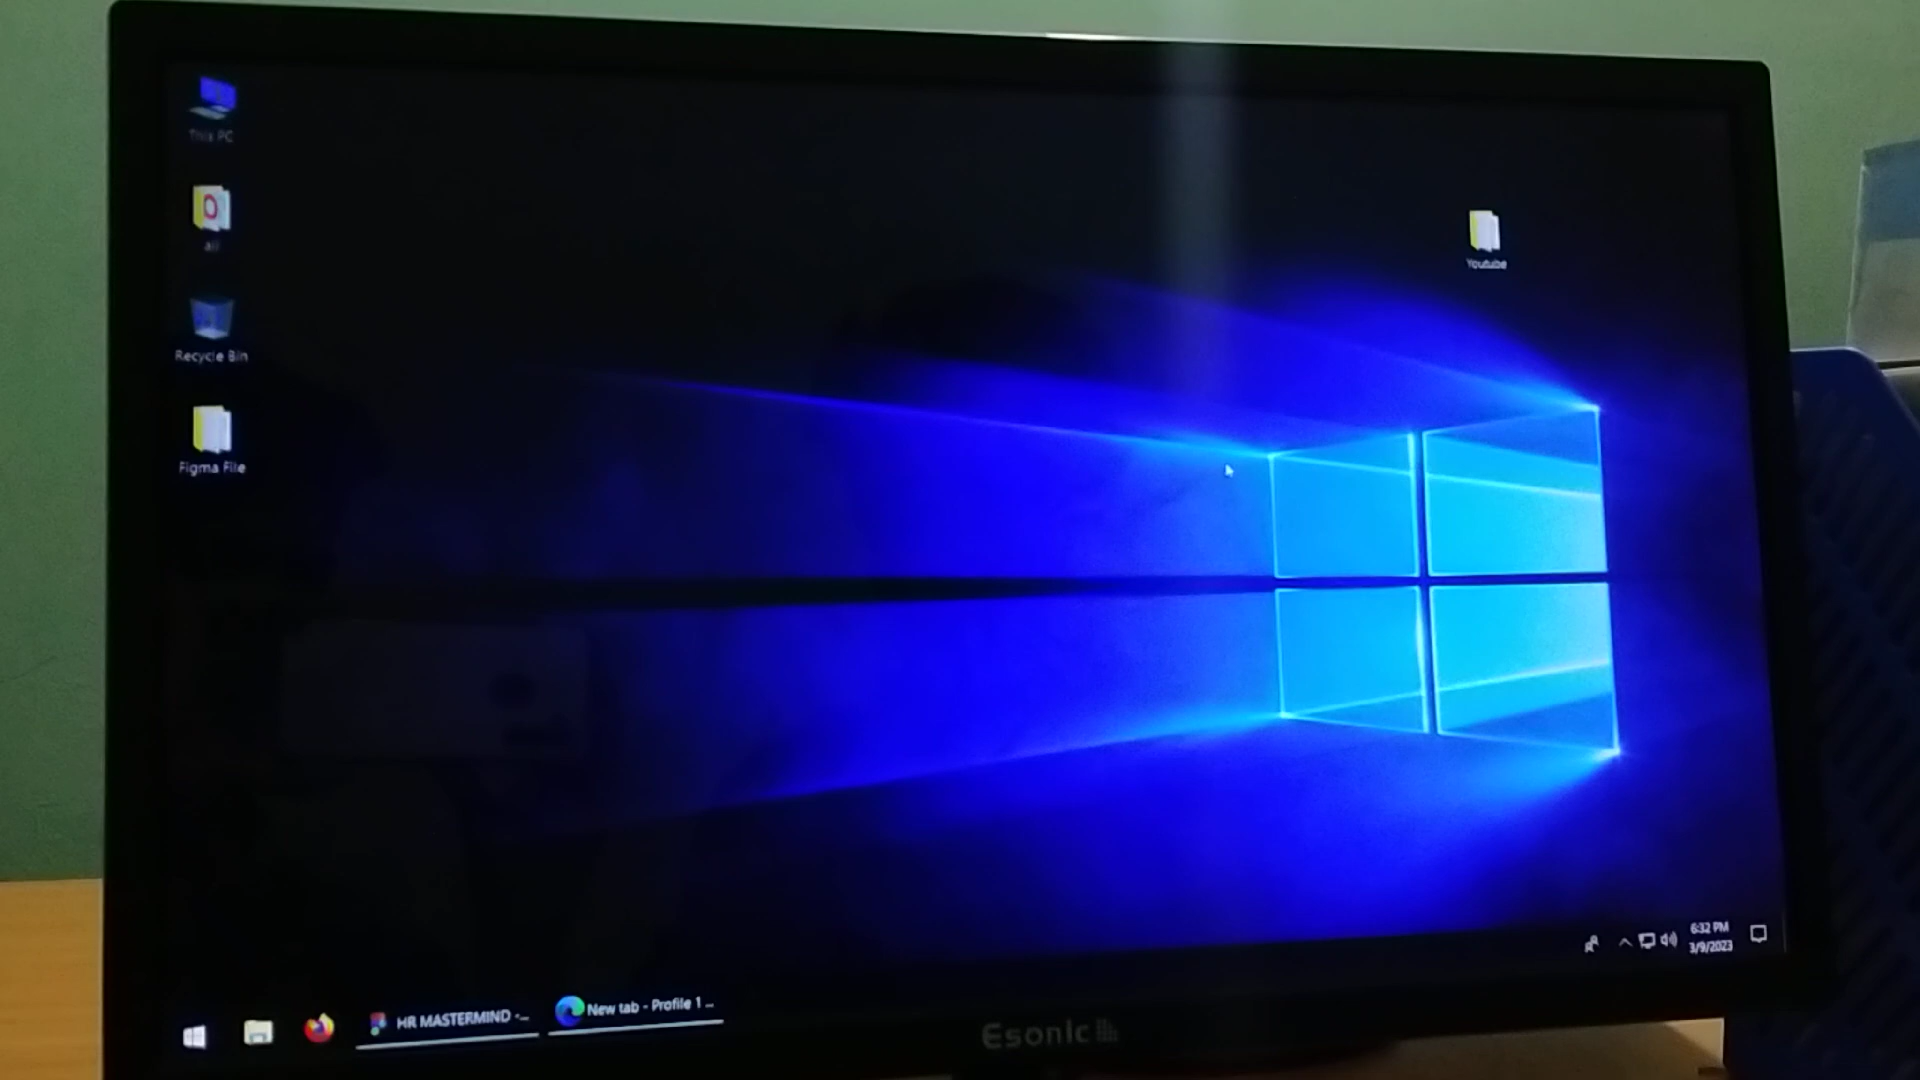 This PC
all
Recycle Bin
Figma File
Youtube
6:32 PM
3/9/2023
HR MASTERMIND -...
New tab - Profile 1 ...
Esonic